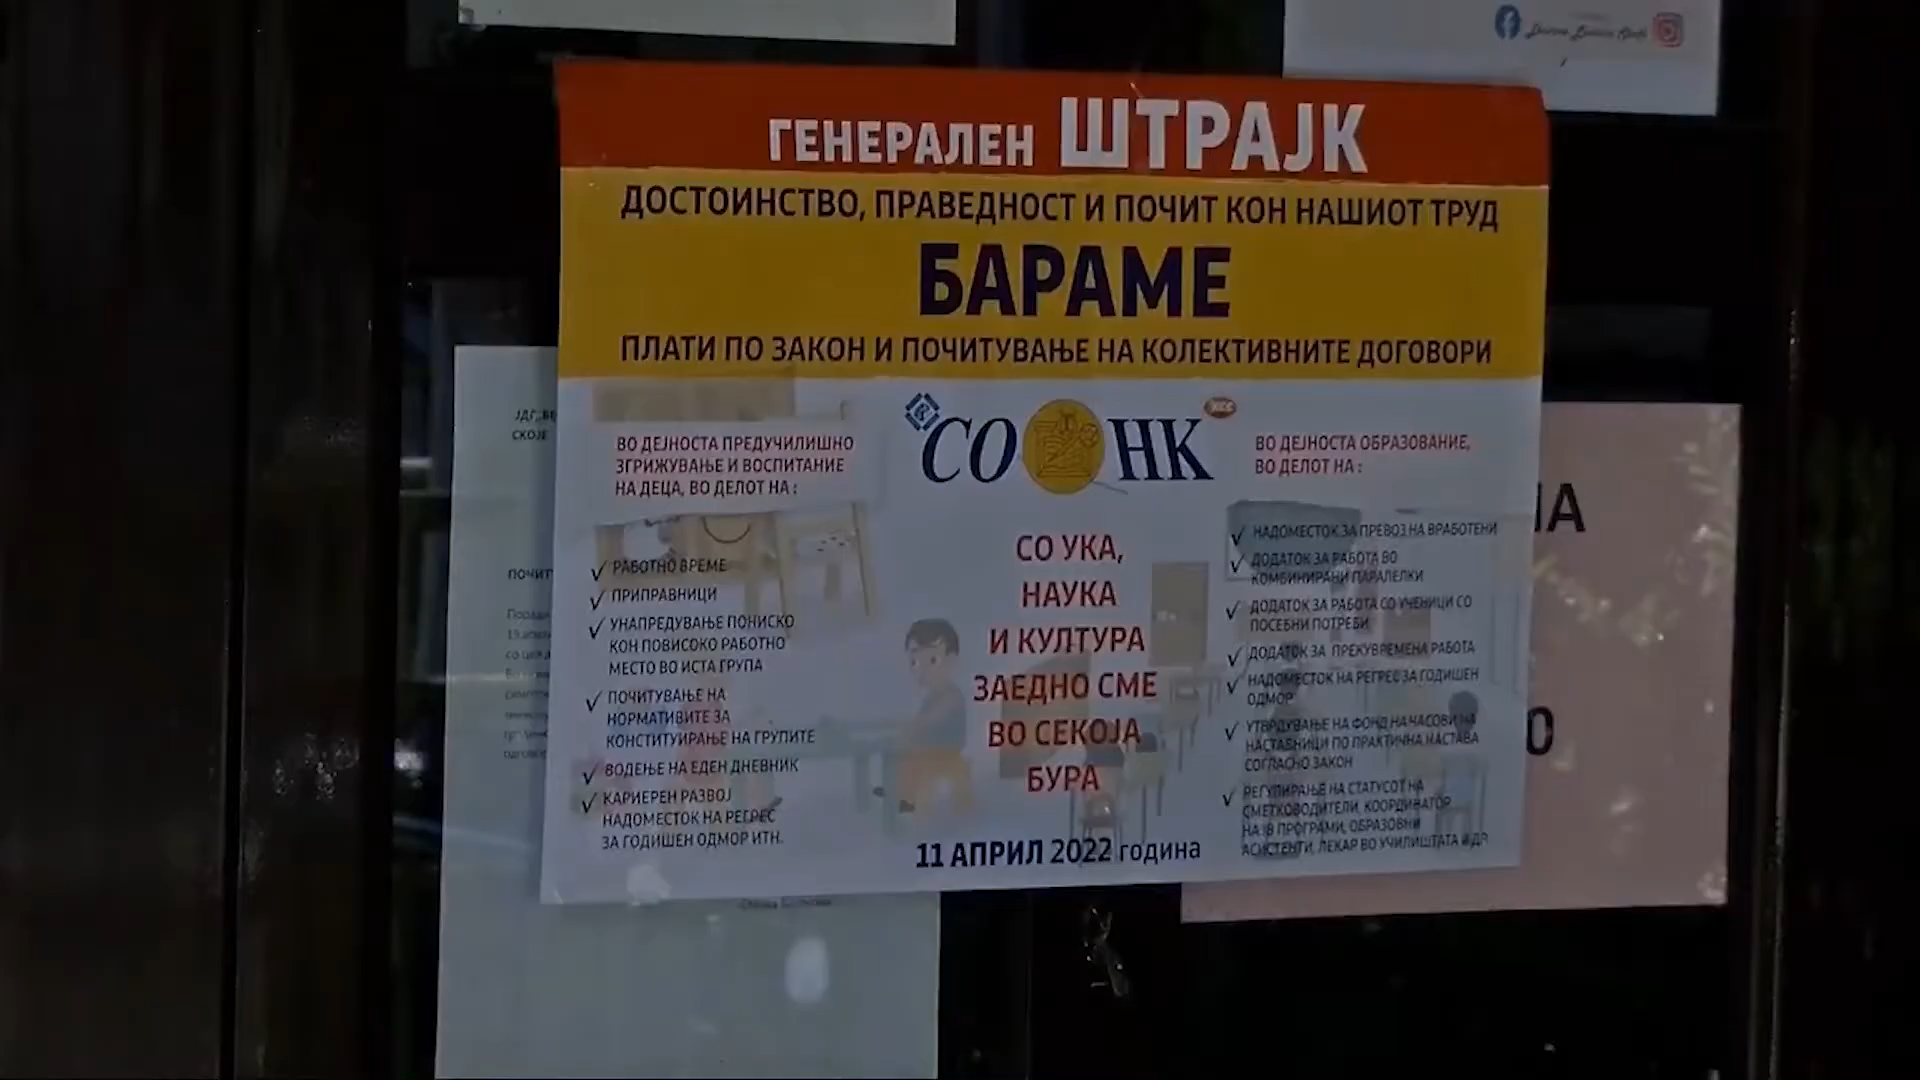 ГЕНЕРАЛЕН ШТРАЈК
ДОСТОИНСТВО, ПРАВЕДНОСТ И ПОЧИТ КОН НАШИОТ ТРУД
БАРАМЕ
ПЛАТИ ПО ЗАКОН И ПОЧИТУВАЊЕ НА КОЛЕКТИВНИТЕ ДОГОВОРИ
СО НК
ВО ДЕЈНОСТА ПРЕДУЧИЛИШНО
ЗГРИЖУВАЊЕ И ВОСПИТАНИЕ
НА ДЕЦА, ВО ДЕЛОТ НА :
✓ РАБОТНО ВРЕМЕ
✓ ПРИПРАВНИЦИ
✓ УНАПРЕДУВАЊЕ ПОНИСКО
КОН ПОВИСОКО РАБОТНО
МЕСТО ВО ИСТА ГРУПА
✓ ПОЧИТУВАЊЕ НА
НОРМАТИВИТЕ ЗА
КОНСТИТУИРАЊЕ НА ГРУПИТЕ
✓ ВОДЕЊЕ НА ЕДЕН ДНЕВНИК
✓ КАРИЕРЕН РАЗВОЈ
НАДОМЕСТОК НА РЕГРЕС
ЗА ГОДИШЕН ОДМОР ИТН.
СО УКА,
НАУКА
И КУЛТУРА
ЗАЕДНО СМЕ
ВО СЕКОЈА
БУРА
11 АПРИЛ 2022 година
ВО ДЕЈНОСТА ОБРАЗОВАНИЕ,
ВО ДЕЛОТ НА :
✓ НАДОМЕСТОК ЗА ПРЕВОЗ НА ВРАБОТЕНИ
✓ ДОДАТОК ЗА РАБОТА ВО
КОМБИНИРАНИ ПАРАЛЕЛКИ
✓ ДОДАТОК ЗА РАБОТА СО УЧЕНИЦИ СО
ПОСЕБНИ ПОТРЕБИ
✓ ДОДАТОК ЗА ПРЕКУВРЕМЕНА РАБОТА
✓ НАДОМЕСТОК НА РЕГРЕС ЗА ГОДИШЕН
ОДМОР
✓ УТВРДУВАЊЕ НА ФОНД НА ЧАСОВИ НА
НАСТАВНИЦИ ПО ПРАКТИЧНА НАСТАВА
СОГЛАСНО ЗАКОН
✓ РЕГУЛИРАЊЕ НА СТАТУСОТ НА
СМЕТКОВОДИТЕЛИ, КООРДИНАТОР
НА IB ПРОГРАМИ, ОБРАЗОВНИ
АСИСТЕНТИ, ЛЕКАР ВО УЧИЛИШТАТА И ДР.